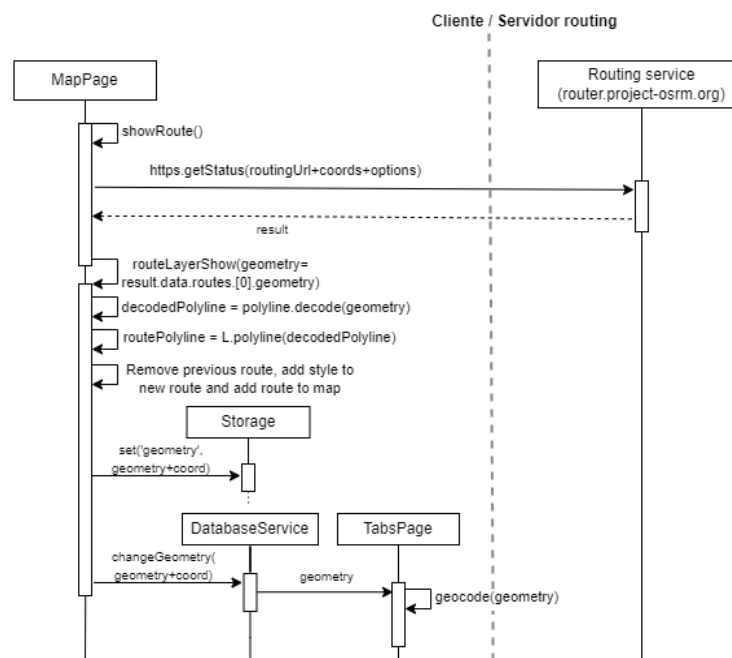 Cliente / Servidor routing
MapPage
Routing service
(router.project-osrm.org)
showRoute()
https.getStatus(routingUrl+coords+options)
result
routeLayerShow(geometry=
result.data.routes.[0].geometry)
decodedPolyline = polyline.decode(geometry)
routePolyline = L.polyline(decodedPolyline)
Remove previous route, add style to
new route and add route to map
Storage
set('geometry',
geometry+coord)
DatabaseService
TabsPage
changeGeometry(
geometry+coord)
geometry
geocode(geometry)